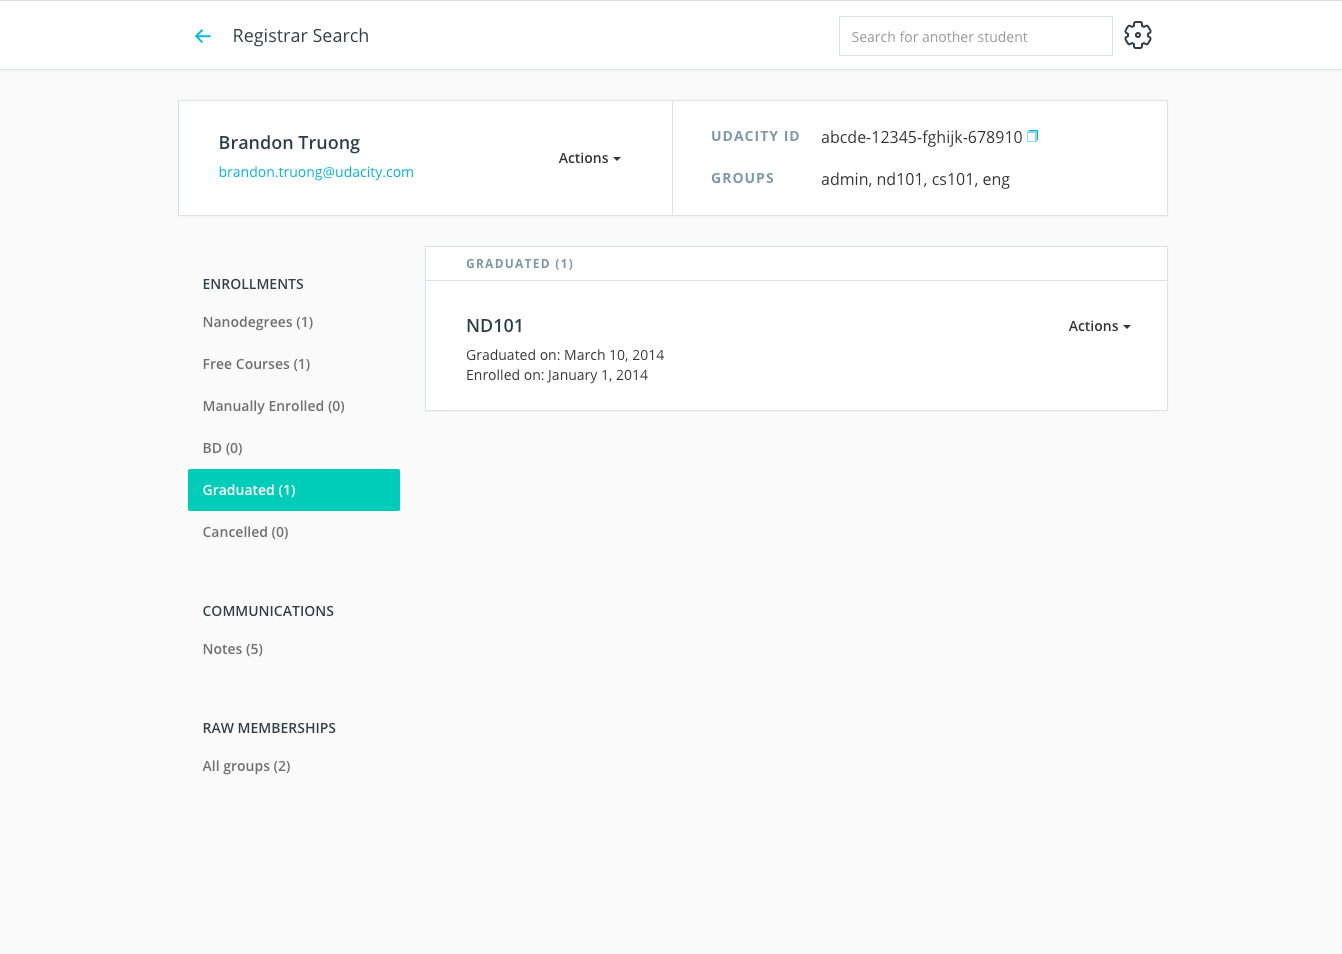 Registrar Search
Search for another student
Brandon Truong
brandon.truong@udacity.com
Actions
UDACITY ID abcde-12345-fghijk-678910
GROUPS admin, nd101, cs101, eng
ENROLLMENTS
Nanodegrees (1)
Free Courses (1)
Manually Enrolled (0)
BD (0)
Graduated (1)
Cancelled (0)
COMMUNICATIONS
Notes (5)
RAW MEMBERSHIPS
All groups (2)
GRADUATED (1)
ND101
Actions
Graduated on: March 10, 2014
Enrolled on: January 1, 2014